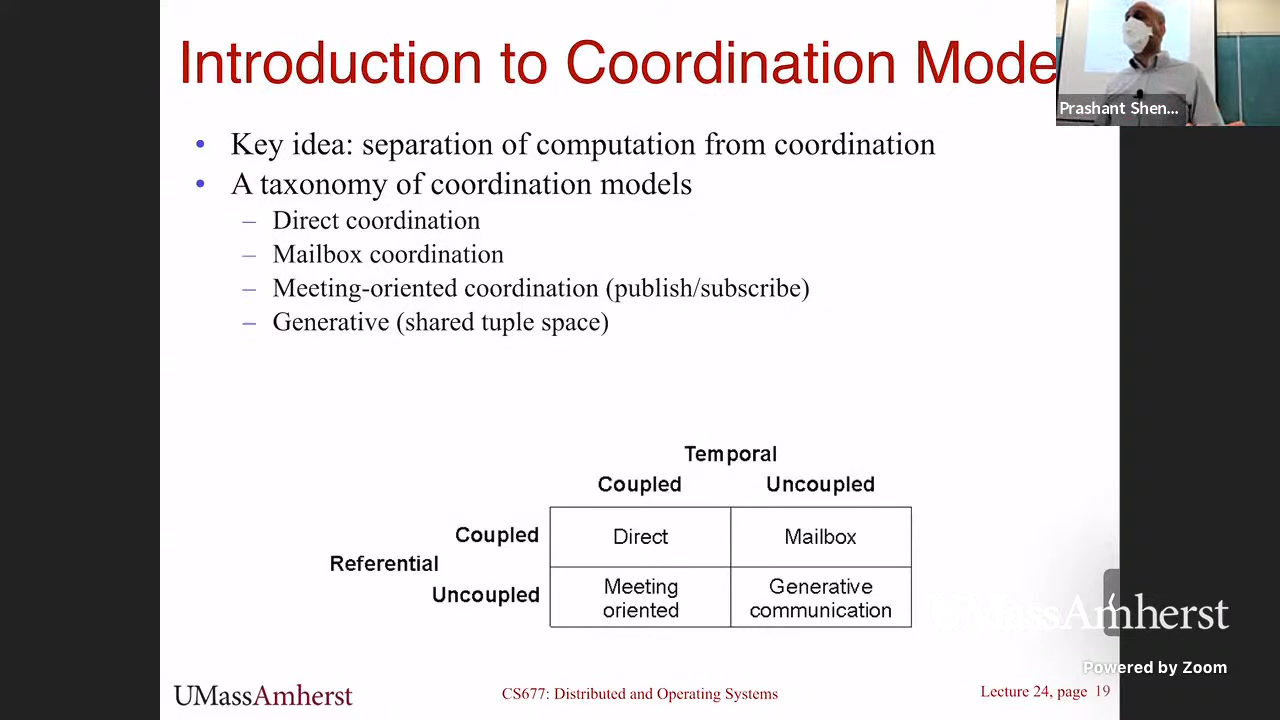 Introduction to Coordination Mode
Prashant Shen...
• Key idea: separation of computation from coordination
• A taxonomy of coordination models
– Direct coordination
– Mailbox coordination
– Meeting-oriented coordination (publish/subscribe)
– Generative (shared tuple space)
Temporal
Coupled Uncoupled
Coupled Direct Mailbox
Referential
Uncoupled Meeting oriented Generative communication
UMassAmherst
Powered by Zoom
UMassAmherst CS677: Distributed and Operating Systems Lecture 24, page 19